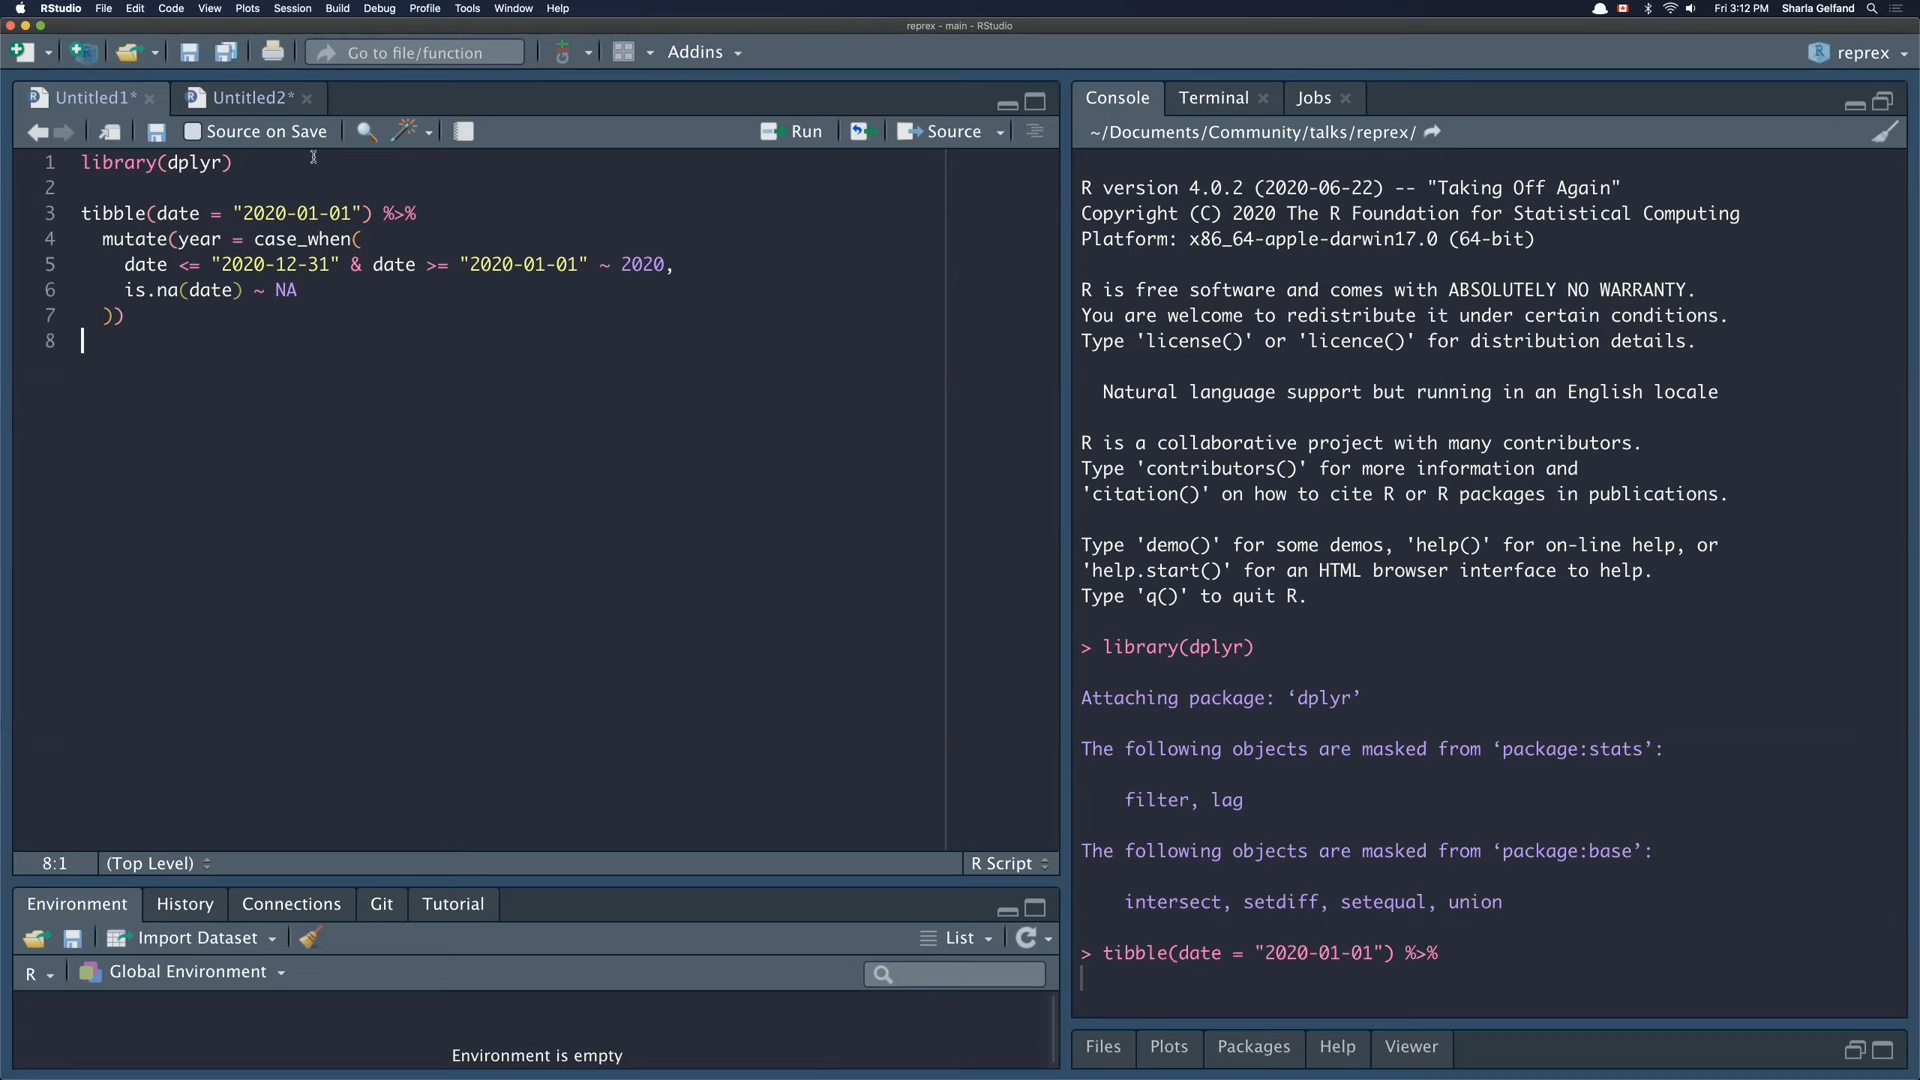 RStudio File Edit Code View Plots Session Build Debug Profile Tools Window Help Fri 3:12 PM Sharla Gelfand
reprex - main - RStudio
Go to file/function Addins reprex
Untitled1* Untitled2*
Source on Save Run Source
1 library(dplyr)
2
3 tibble(date = "2020-01-01") %>%
4   mutate(year = case_when(
5     date <= "2020-12-31" & date >= "2020-01-01" ~ 2020,
6     is.na(date) ~ NA
7   ))
8
8:1 (Top Level) R Script
Environment History Connections Git Tutorial
Import Dataset List
R Global Environment
Environment is empty
Console Terminal Jobs
~/Documents/Community/talks/reprex/
R version 4.0.2 (2020-06-22) -- "Taking Off Again"
Copyright (C) 2020 The R Foundation for Statistical Computing
Platform: x86_64-apple-darwin17.0 (64-bit)
R is free software and comes with ABSOLUTELY NO WARRANTY.
You are welcome to redistribute it under certain conditions.
Type 'license()' or 'licence()' for distribution details.
Natural language support but running in an English locale
R is a collaborative project with many contributors.
Type 'contributors()' for more information and
'citation()' on how to cite R or R packages in publications.
Type 'demo()' for some demos, 'help()' for on-line help, or
'help.start()' for an HTML browser interface to help.
Type 'q()' to quit R.
> library(dplyr)
Attaching package: ‘dplyr’
The following objects are masked from ‘package:stats’:
filter, lag
The following objects are masked from ‘package:base’:
intersect, setdiff, setequal, union
> tibble(date = "2020-01-01") %>%
Files Plots Packages Help Viewer